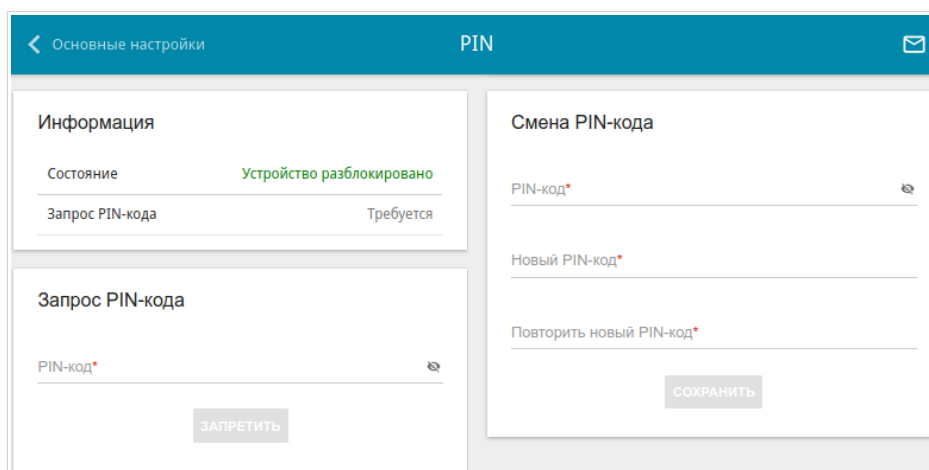 Основные настройки
PIN
Информация
Состояние Устройство разблокировано
Запрос PIN-кода Требуется
Запрос PIN-кода
PIN-код*
ЗАПРЕТИТЬ
Смена PIN-кода
PIN-код*
Новый PIN-код*
Повторить новый PIN-код*
СОХРАНИТЬ